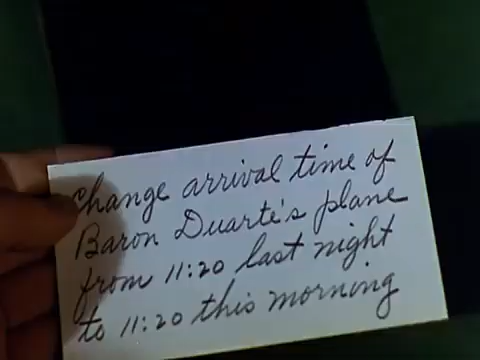 Change arrival time of
Baron Duarte's plane
from 11:20 last night
to 11:20 this morning